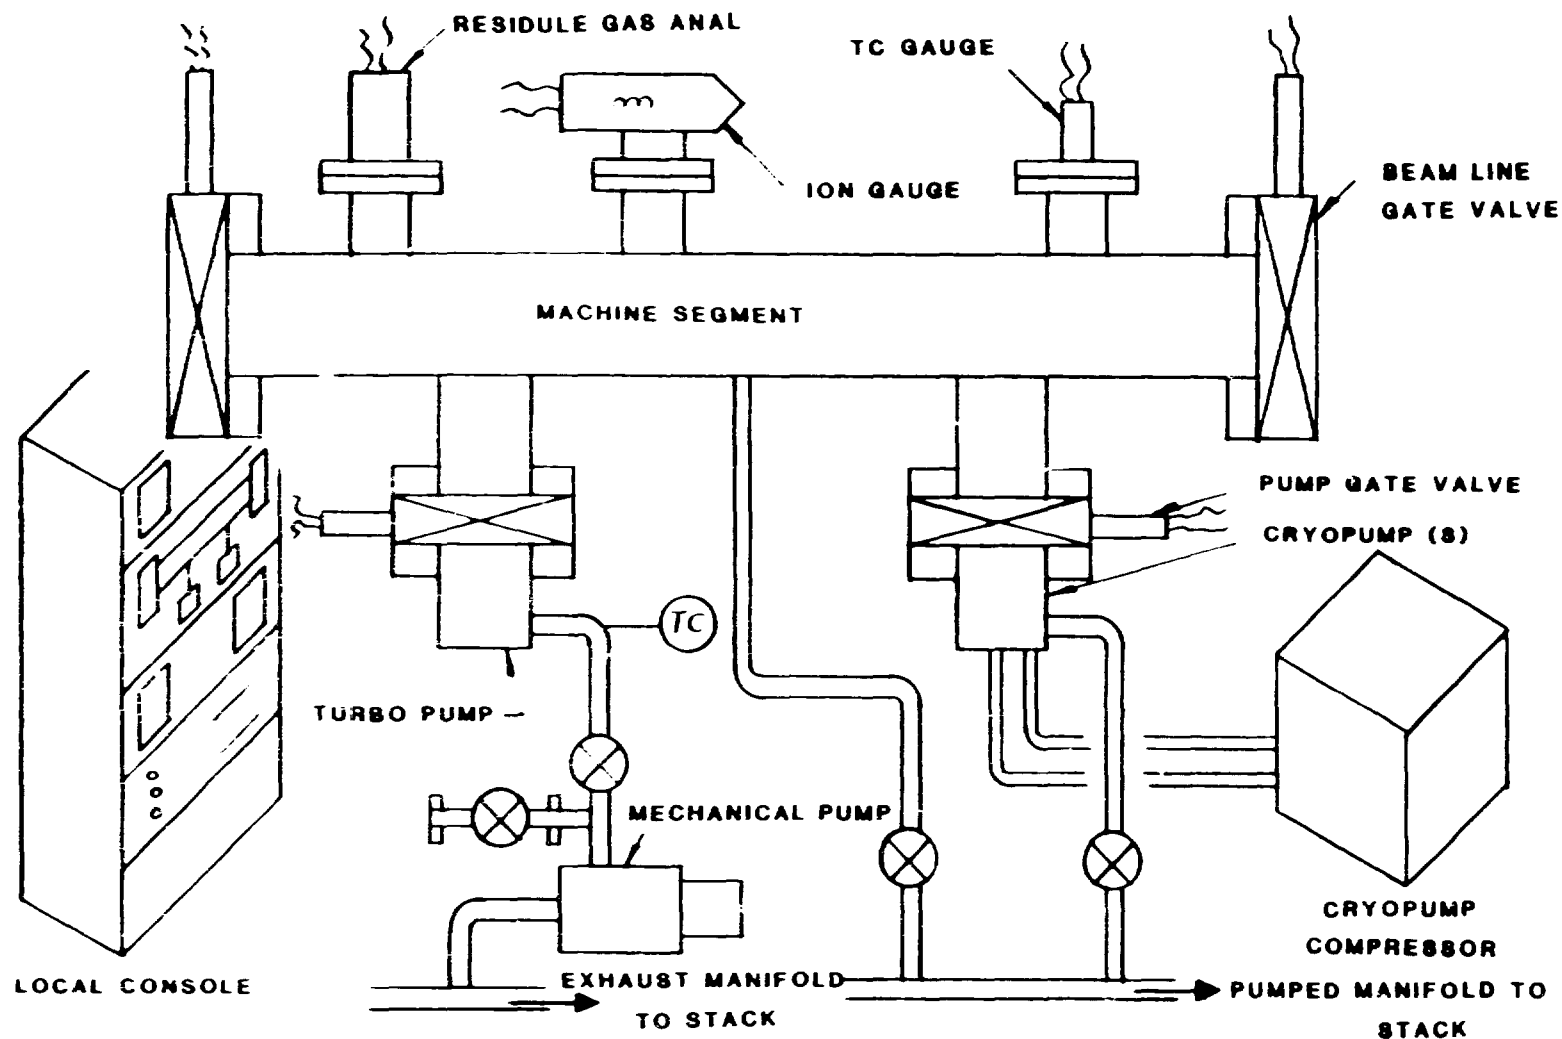 RESIDULE GAS ANAL
TC GAUGE
ION GAUGE
BEAM LINE
GATE VALVE
MACHINE SEGMENT
PUMP GATE VALVE
CRYOPUMP (S)
TC
TURBO PUMP
MECHANICAL PUMP
CRYOPUMP
COMPRESSOR
LOCAL CONSOLE
EXHAUST MANIFOLD
TO STACK
PUMPED MANIFOLD TO
STACK